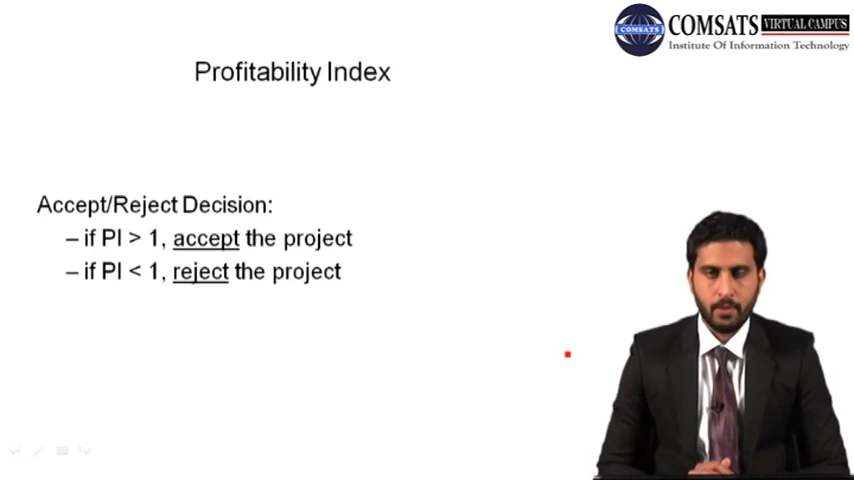 COMSATS VIRTUAL CAMPUS
Institute Of Information Technology
COMSATS
Profitability Index
Accept/Reject Decision:
– if PI > 1, accept the project
– if PI < 1, reject the project